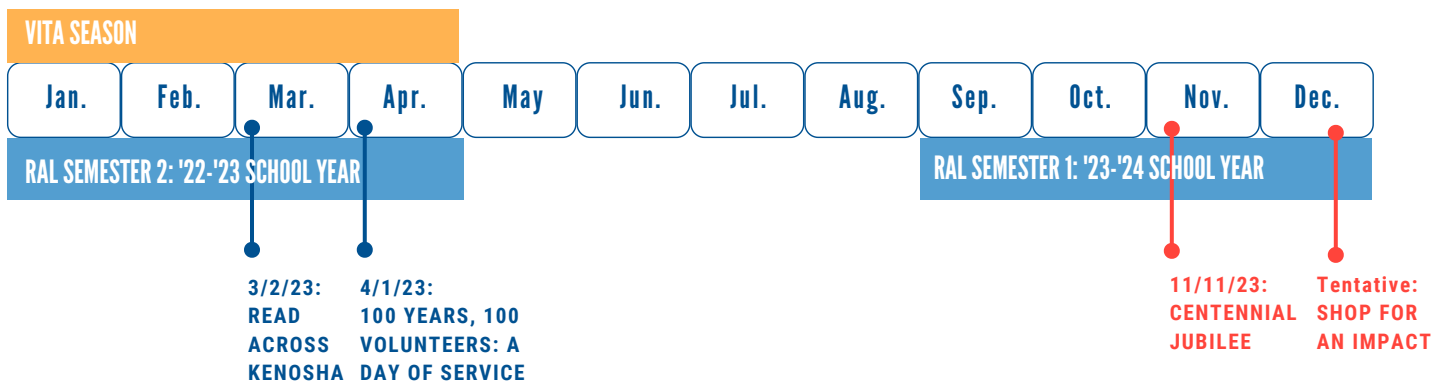 VITA SEASON
Jan. Feb. Mar. Apr. May Jun. Jul. Aug. Sep. Oct. Nov. Dec.
RAL SEMESTER 2: '22-'23 SCHOOL YEAR
RAL SEMESTER 1: '23-'24 SCHOOL YEAR
3/2/23:
READ
ACROSS
KENOSHA
4/1/23:
100 YEARS, 100
VOLUNTEERS: A
DAY OF SERVICE
11/11/23:
CENTENNIAL
JUBILEE
Tentative:
SHOP FOR
AN IMPACT